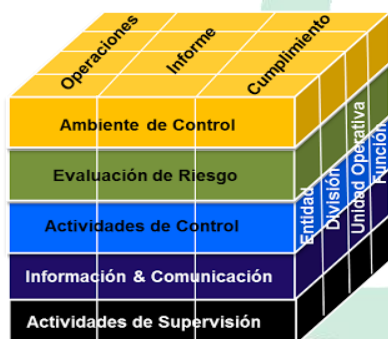 Operaciones
Informe
Cumplimiento
Ambiente de Control
Evaluación de Riesgo
Actividades de Control
Información & Comunicación
Actividades de Supervisión
Entidad
División
Unidad Operativa
Función